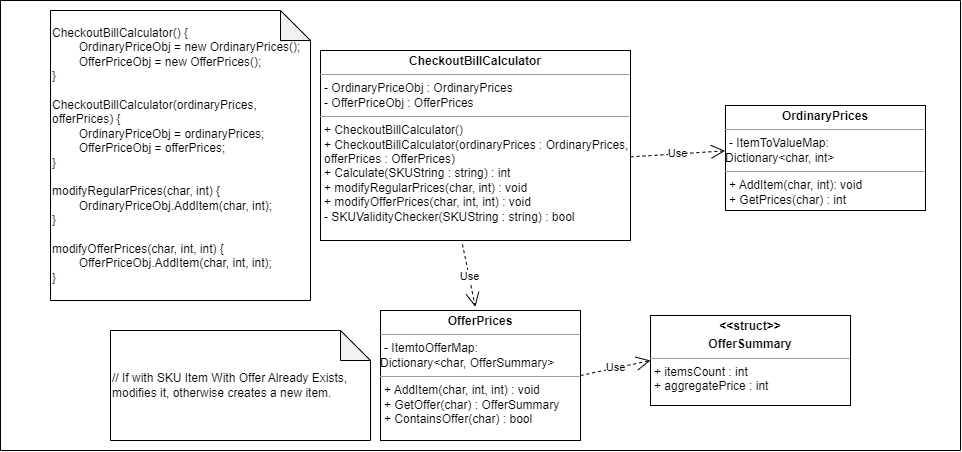 CheckoutBillCalculator() {
OrdinaryPriceObj = new OrdinaryPrices();
OfferPriceObj = new OfferPrices();
}
CheckoutBillCalculator(ordinaryPrices,
offerPrices) {
OrdinaryPriceObj = ordinaryPrices;
OfferPriceObj = offerPrices;
}
modifyRegularPrices(char, int) {
OrdinaryPriceObj.AddItem(char, int);
}
modifyOfferPrices(char, int, int) {
OfferPriceObj.AddItem(char, int, int);
}
CheckoutBillCalculator
- OrdinaryPriceObj : OrdinaryPrices
- OfferPriceObj : OfferPrices
+ CheckoutBillCalculator()
+ CheckoutBillCalculator(ordinaryPrices : OrdinaryPrices,
offerPrices : OfferPrices)
+ Calculate(SKUString : string) : int
+ modifyRegularPrices(char, int) : void
+ modifyOfferPrices(char, int, int) : void
- SKUValidityChecker(SKUString : string) : bool
Use
OrdinaryPrices
- ItemToValueMap:
Dictionary<char, int>
+ AddItem(char, int): void
+ GetPrices(char) : int
Use
// If with SKU Item With Offer Already Exists,
modifies it, otherwise creates a new item.
OfferPrices
- ItemtoOfferMap:
Dictionary<char, OfferSummary>
+ AddItem(char, int, int) : void
+ GetOffer(char) : OfferSummary
+ ContainsOffer(char) : bool
Use
<<struct>>
OfferSummary
+ itemsCount : int
+ aggregatePrice : int